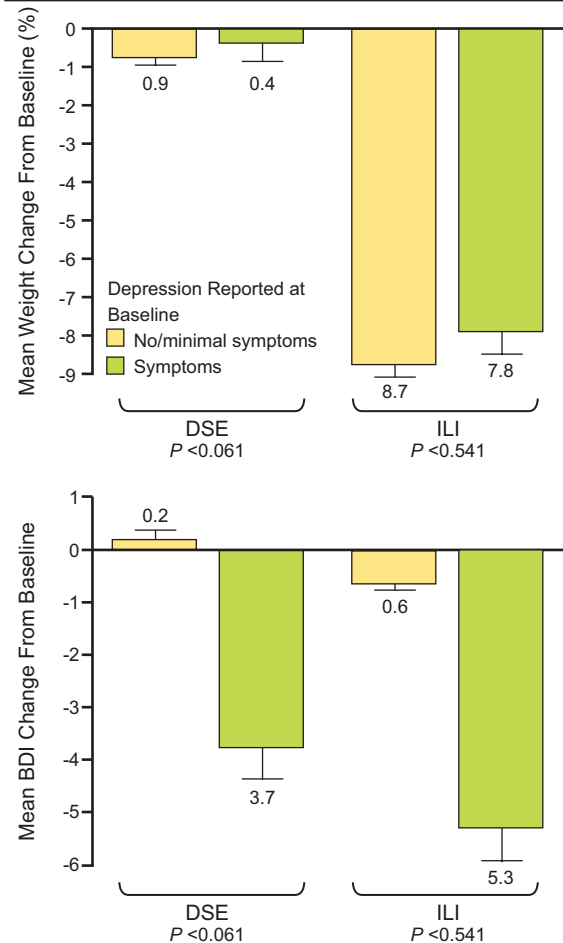 Mean Weight Change From Baseline (%)
0
-1
-2
-3
-4
-5
-6
-7
-8
-9
0.9
0.4
8.7
7.8
Depression Reported at
Baseline
No/minimal symptoms
Symptoms
DSE
P <0.061
ILI
P <0.541
Mean BDI Change From Baseline
1
0
-1
-2
-3
-4
-5
-6
0.2
3.7
0.6
5.3
DSE
P <0.061
ILI
P <0.541